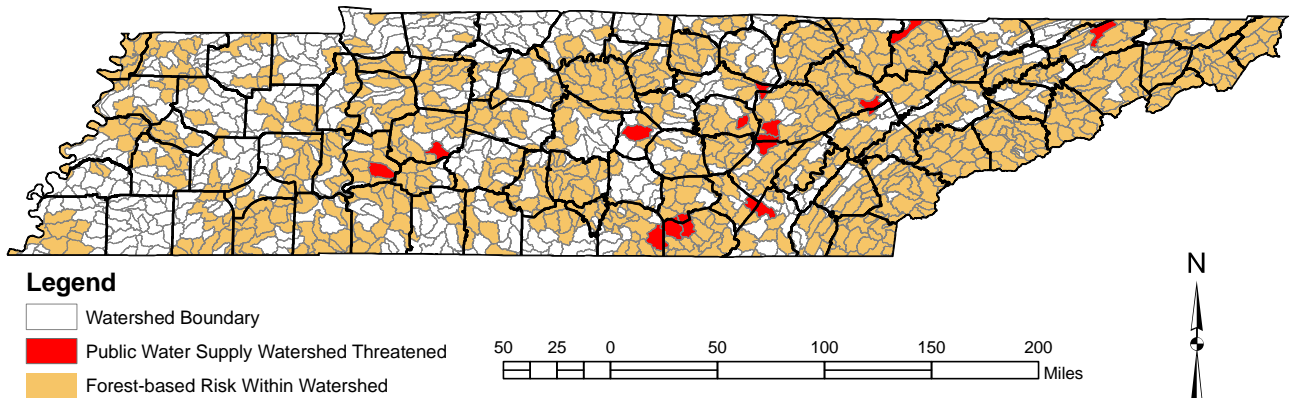 N
Legend
Watershed Boundary
Public Water Supply Watershed Threatened
Forest-based Risk Within Watershed
50 25 0 50 100 150 200
Miles